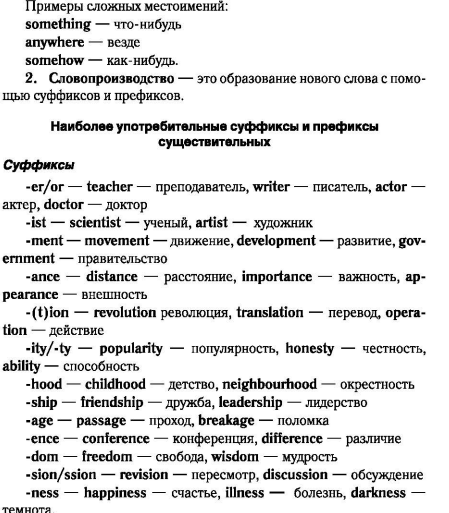 Примеры сложных местоимений:
something — что-нибудь
anywhere — везде
somehow — как-нибудь.
2. Словопроизводство — это образование нового слова с помо-
щью суффиксов и префиксов.
Наиболее употребительные суффиксы и префиксы
существительных
Суффиксы
-er/or — teacher — преподаватель, writer — писатель, actor —
актер, doctor — доктор
-ist — scientist — ученый, artist — художник
-ment — movement — движение, development — развитие, gov-
ernment — правительство
-ance — distance — расстояние, importance — важность, ap-
pearance — внешность
-(t)ion — revolution революция, translation — перевод, opera-
tion — действие
-ity/-ty — popularity — популярность, honesty — честность,
ability — способность
-hood — childhood — детство, neighbourhood — окрестность
-ship — friendship — дружба, leadership — лидерство
-age — passage — проход, breakage — поломка
-ence — conference — конференция, difference — различие
-dom — freedom — свобода, wisdom — мудрость
-sion/ssion — revision — пересмотр, discussion — обсуждение
-ness — happiness — счастье, illness — болезнь, darkness —
темнота.